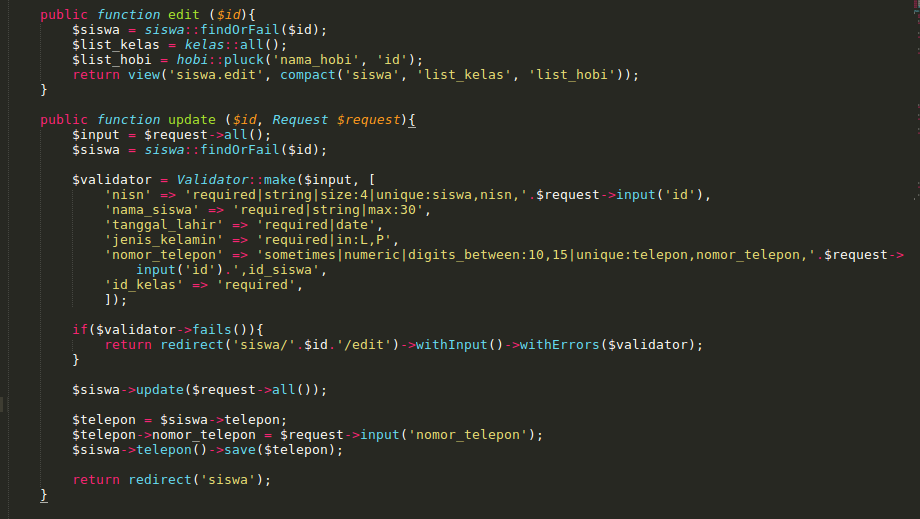 public function edit ($id){
$siswa = siswa::findOrFail($id);
$list_kelas = kelas::all();
$list_hobi = hobi::pluck('nama_hobi', 'id');
return view('siswa.edit', compact('siswa', 'list_kelas', 'list_hobi'));
}
public function update ($id, Request $request){
$input = $request->all();
$siswa = siswa::findOrFail($id);
$validator = Validator::make($input, [
'nisn' => 'required|string|size:4|unique:siswa,nisn,'.$request->input('id'),
'nama_siswa' => 'required|string|max:30',
'tanggal_lahir' => 'required|date',
'jenis_kelamin' => 'required|in:L,P',
'nomor_telepon' => 'sometimes|numeric|digits_between:10,15|unique:telepon,nomor_telepon,'.$request->
input('id').',id_siswa',
'id_kelas' => 'required',
]);
if($validator->fails()){
return redirect('siswa/'.$id.'/edit')->withInput()->withErrors($validator);
}
$siswa->update($request->all());
$telepon = $siswa->telepon;
$telepon->nomor_telepon = $request->input('nomor_telepon');
$siswa->telepon()->save($telepon);
return redirect('siswa');
}